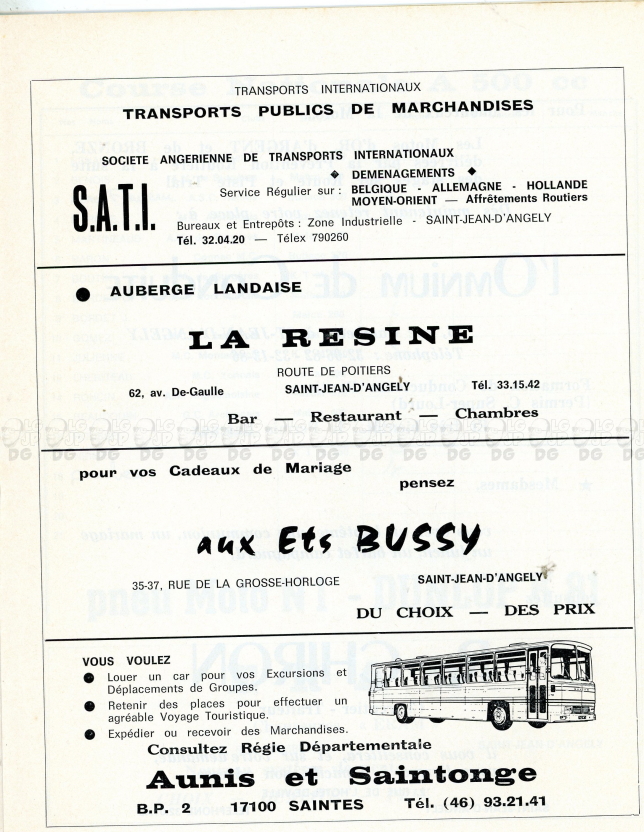 TRANSPORTS INTERNATIONAUX
TRANSPORTS PUBLICS DE MARCHANDISES
SOCIETE ANGERIENNE DE TRANSPORTS INTERNATIONAUX
S.A.T.I.
◆ DEMENAGEMENTS ◆
Service Régulier sur : BELGIQUE - ALLEMAGNE - HOLLANDE
MOYEN-ORIENT — Affrêtements Routiers
Bureaux et Entrepôts : Zone Industrielle - SAINT-JEAN-D'ANGELY
Tél. 32.04.20 — Télex 790260
● AUBERGE LANDAISE
LA RESINE
ROUTE DE POITIERS
62, av. De-Gaulle SAINT-JEAN-D'ANGELY Tél. 33.15.42
Bar — Restaurant — Chambres
pour vos Cadeaux de Mariage
pensez
aux Ets BUSSY
35-37, RUE DE LA GROSSE-HORLOGE SAINT-JEAN-D'ANGELY
DU CHOIX — DES PRIX
VOUS VOULEZ
● Louer un car pour vos Excursions et
Déplacements de Groupes.
● Retenir des places pour effectuer un
agréable Voyage Touristique.
● Expédier ou recevoir des Marchandises.
Consultez Régie Départementale
Aunis et Saintonge
B.P. 2 17100 SAINTES Tél. (46) 93.21.41